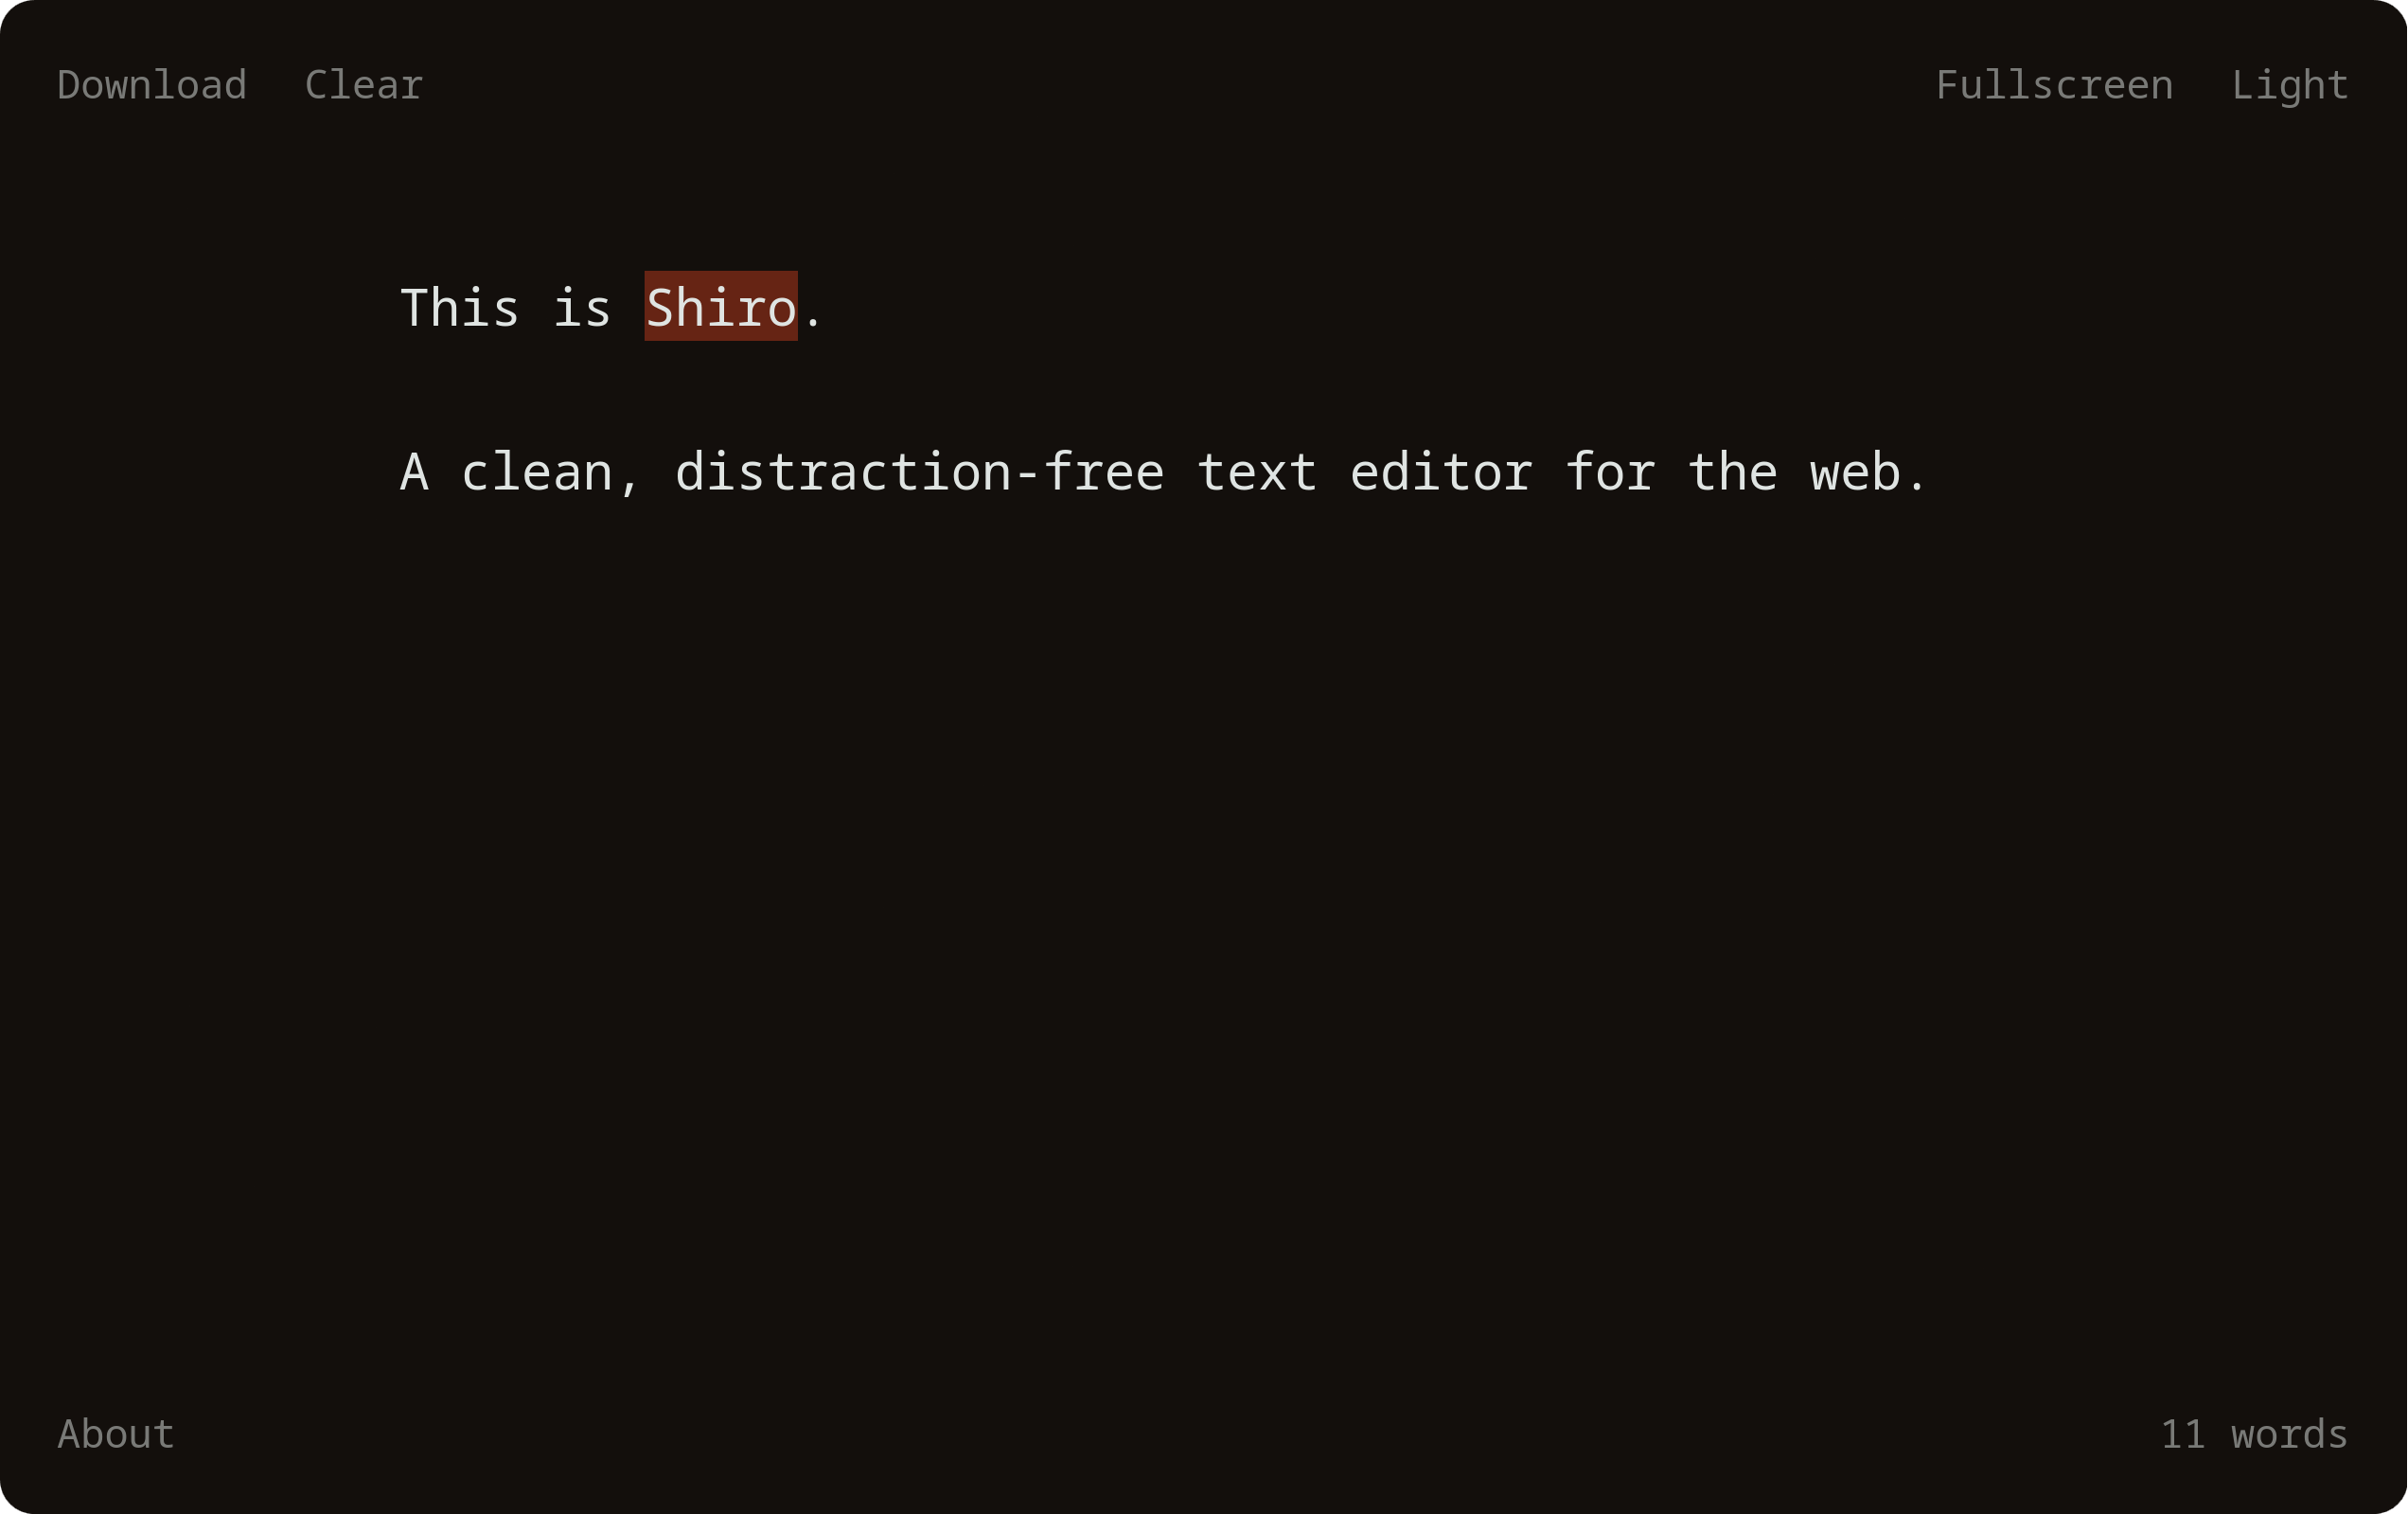 Download Clear Fullscreen Light
This is Shiro.
A clean, distraction-free text editor for the web.
About 11 words